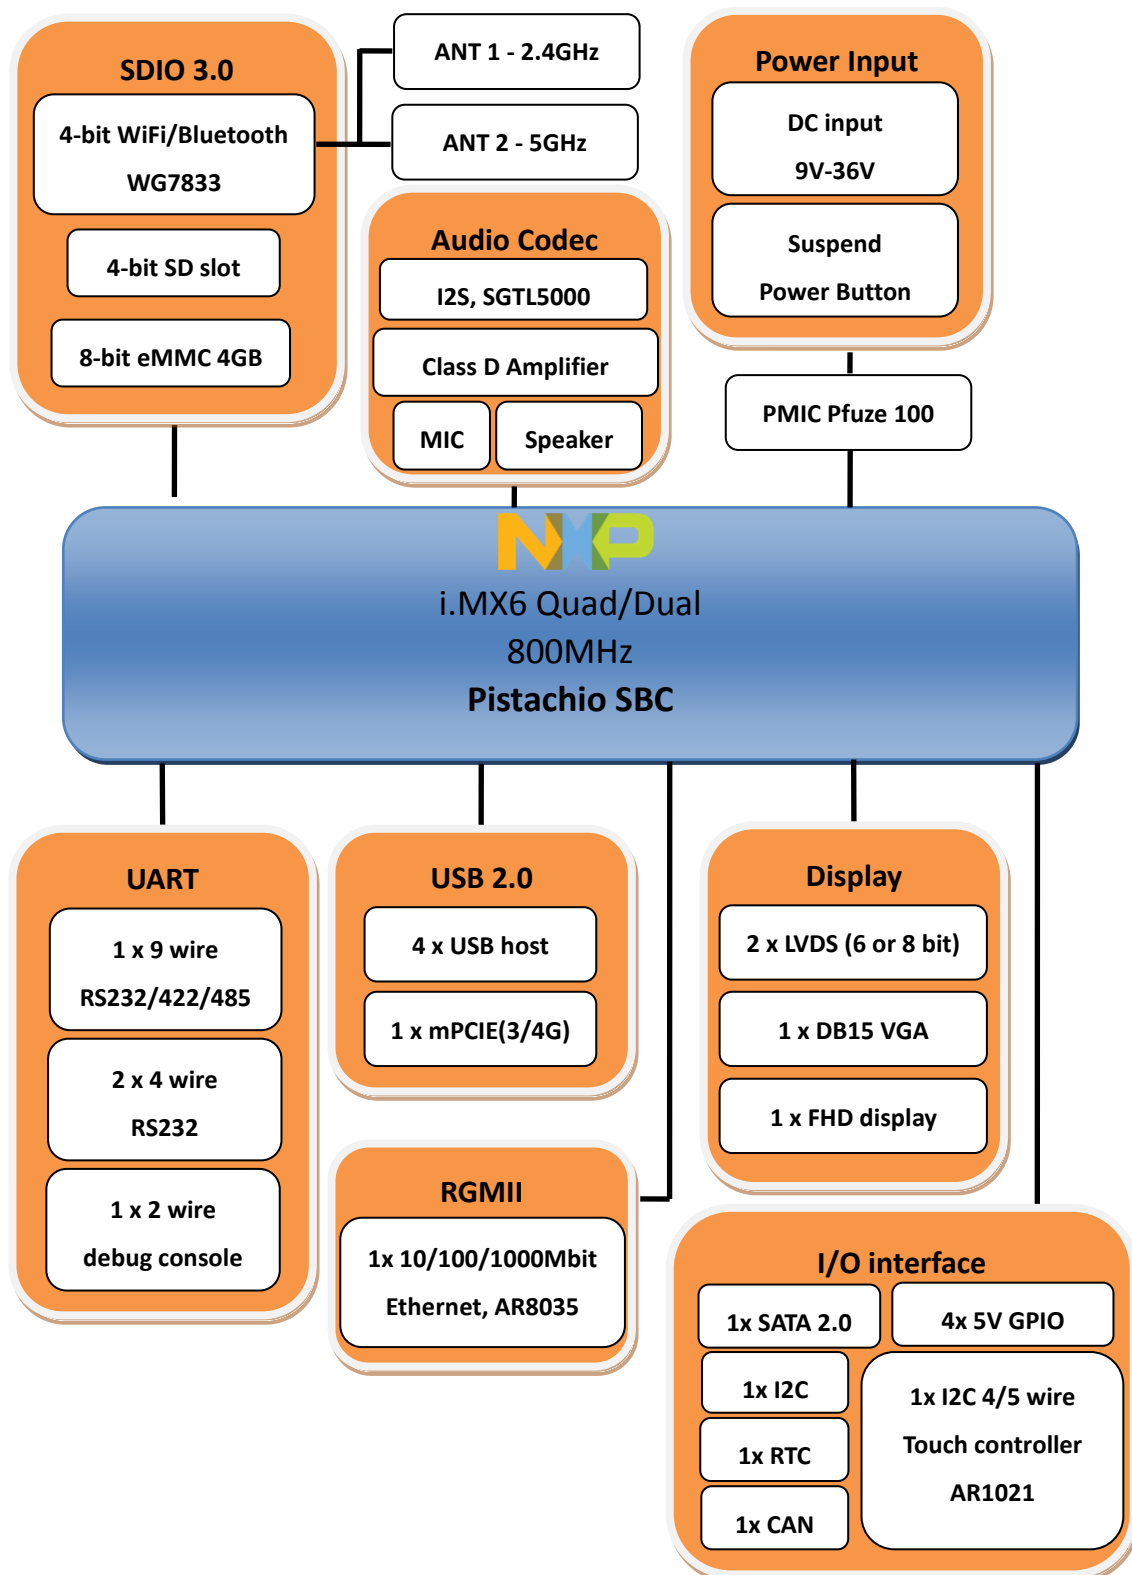 SDIO 3.0
4-bit WiFi/Bluetooth
WG7833
4-bit SD slot
8-bit eMMC 4GB
ANT 1 - 2.4GHz
ANT 2 - 5GHz
Audio Codec
I2S, SGTL5000
Class D Amplifier
MIC
Speaker
Power Input
DC input
9V-36V
Suspend
Power Button
PMIC Pfuze 100
NXP
i.MX6 Quad/Dual
800MHz
Pistachio SBC
UART
1 x 9 wire
RS232/422/485
2 x 4 wire
RS232
1 x 2 wire
debug console
USB 2.0
4 x USB host
1 x mPCIE(3/4G)
RGMII
1x 10/100/1000Mbit
Ethernet, AR8035
Display
2 x LVDS (6 or 8 bit)
1 x DB15 VGA
1 x FHD display
I/O interface
1x SATA 2.0
4x 5V GPIO
1x I2C
1x RTC
1x CAN
1x I2C 4/5 wire
Touch controller
AR1021